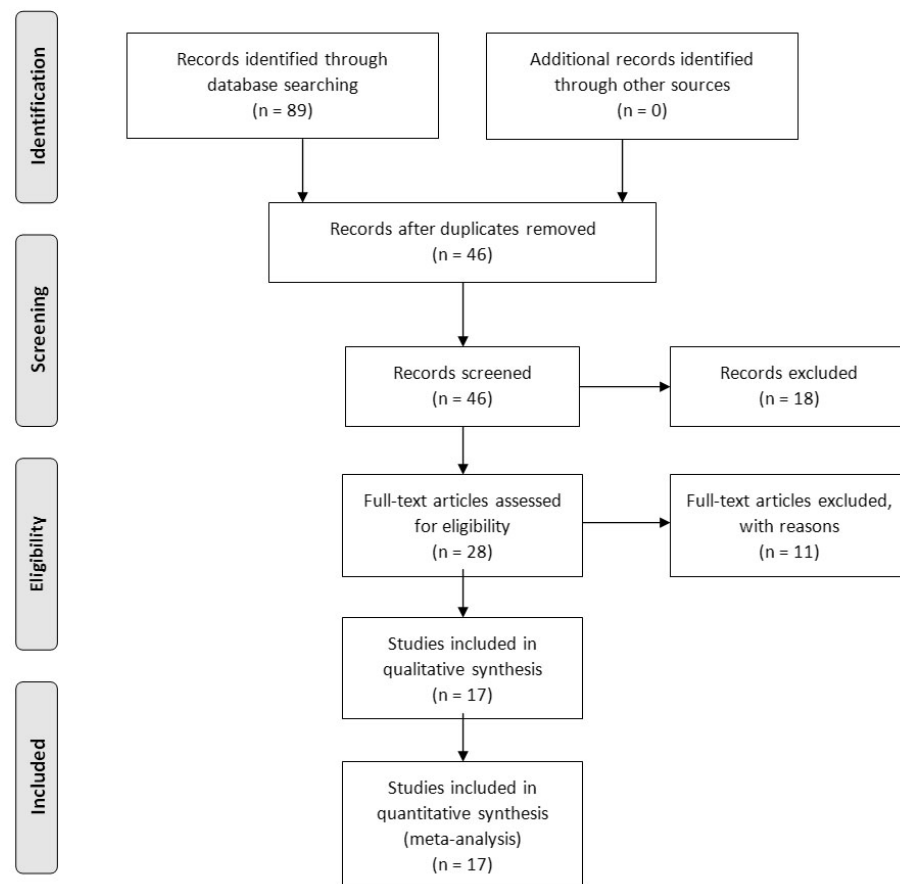 Identification
Records identified through
database searching
(n = 89)
Additional records identified
through other sources
(n = 0)
Records after duplicates removed
(n = 46)
Screening
Records screened
(n = 46)
Records excluded
(n = 18)
Eligibility
Full-text articles assessed
for eligibility
(n = 28)
Full-text articles excluded,
with reasons
(n = 11)
Studies included in
qualitative synthesis
(n = 17)
Included
Studies included in
quantitative synthesis
(meta-analysis)
(n = 17)